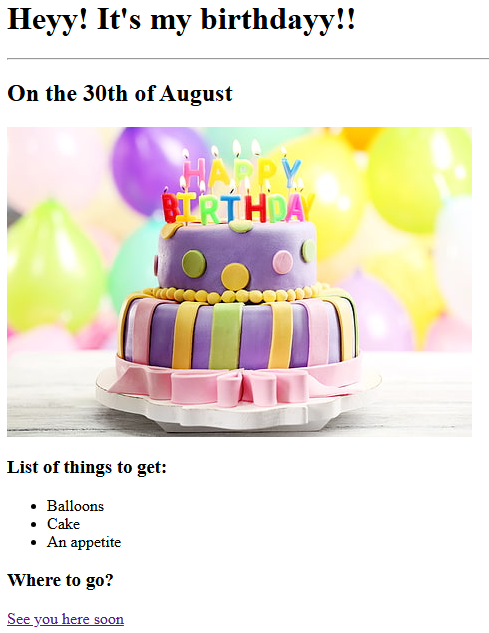 Heyy! It's my birthdayy!!
On the 30th of August
HAPPY
BIRTHDAY
List of things to get:
Balloons
Cake
An appetite
Where to go?
See you here soon